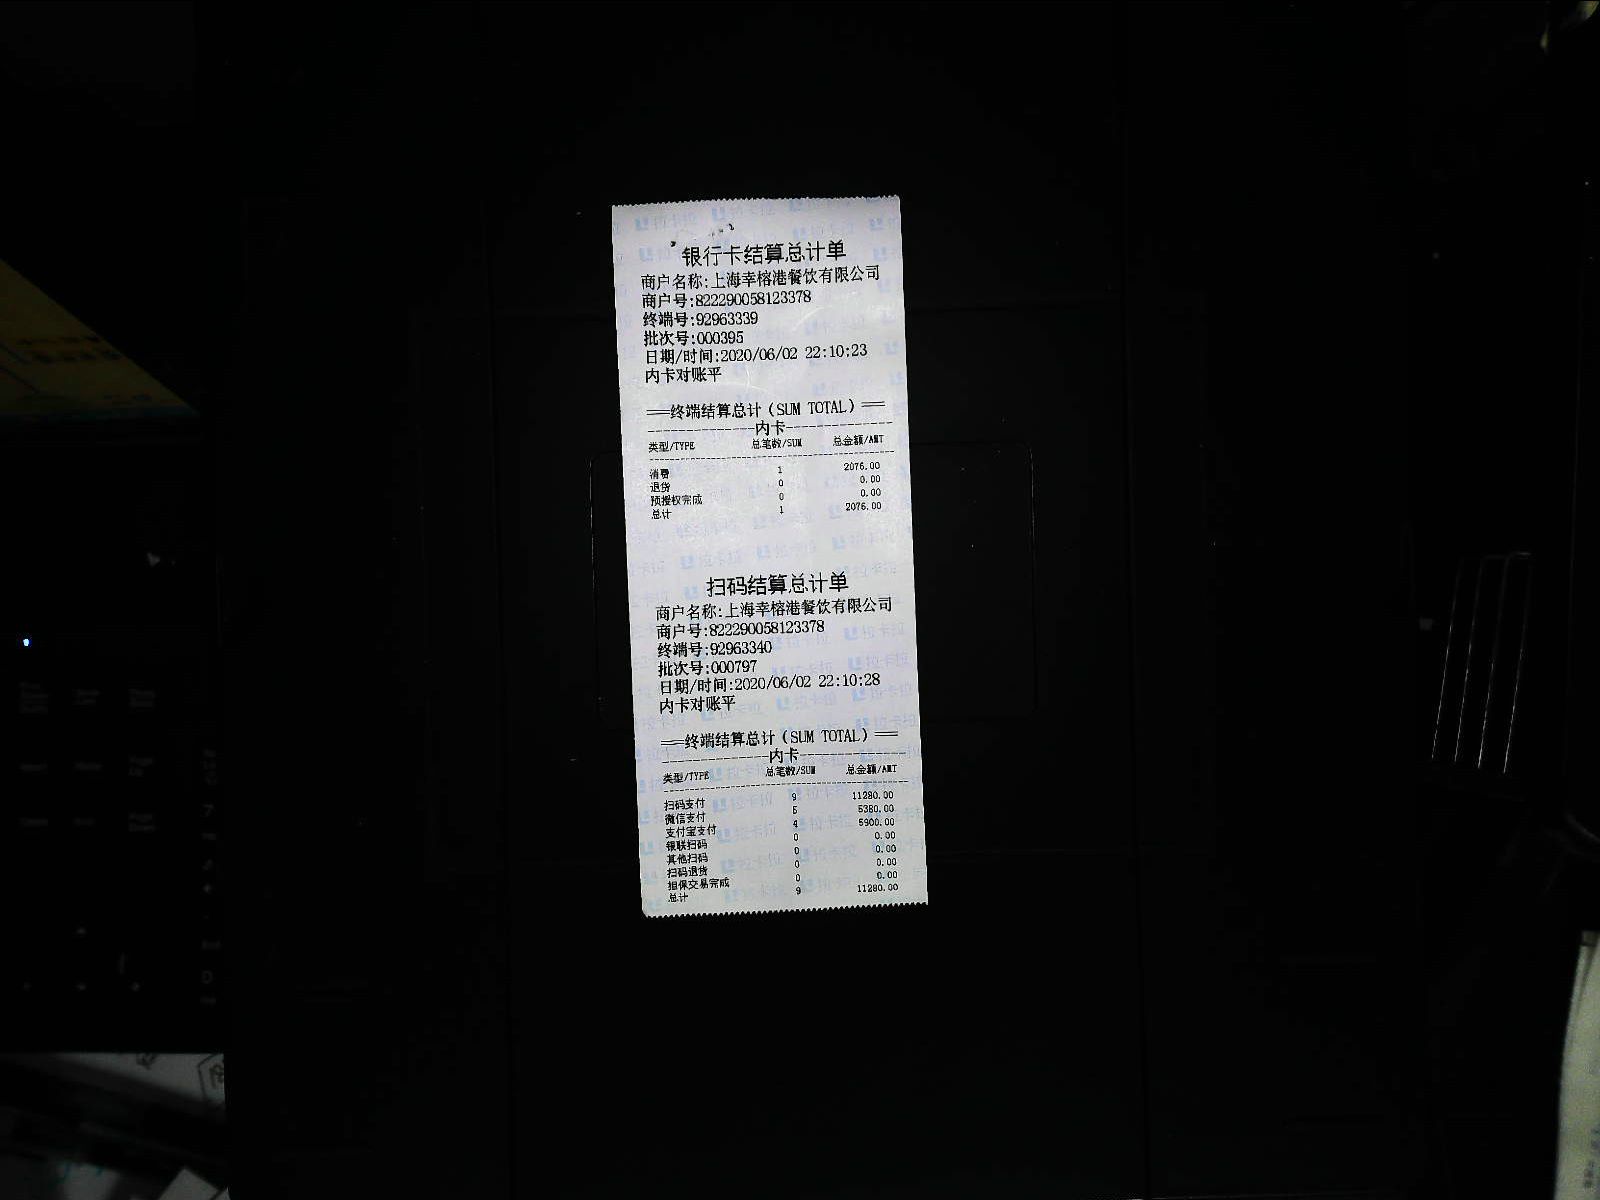 银行卡结算总计单
商户名称:上海幸榕港餐饮有限公司
商户号:822290058123378
终端号:92963339
批次号:000395
日期/时间:2020/06/02 22:10:23
内卡对账平
══终端结算总计(SUM TOTAL)══
----------------内卡----------------
类型/TYPE 总笔数/SUM 总金额/AMT
消费 1 2076.00
退货 0 0.00
预授权完成 0 0.00
总计 1 2076.00
扫码结算总计单
商户名称:上海幸榕港餐饮有限公司
商户号:822290058123378
终端号:92963340
批次号:000797
日期/时间:2020/06/02 22:10:28
内卡对账平
══终端结算总计(SUM TOTAL)══
----------------内卡----------------
类型/TYPE 总笔数/SUM 总金额/AMT
扫码支付 9 11280.00
微信支付 5 5380.00
支付宝支付 4 5900.00
银联扫码 0 0.00
其他扫码 0 0.00
扫码退货 0 0.00
担保交易完成 0 0.00
总计 9 11280.00
拉卡拉